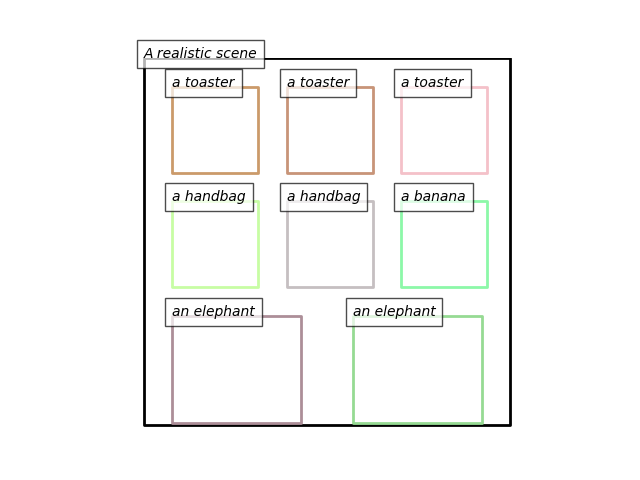 A realistic scene
a toaster
a toaster
a toaster
a handbag
a handbag
a banana
an elephant
an elephant